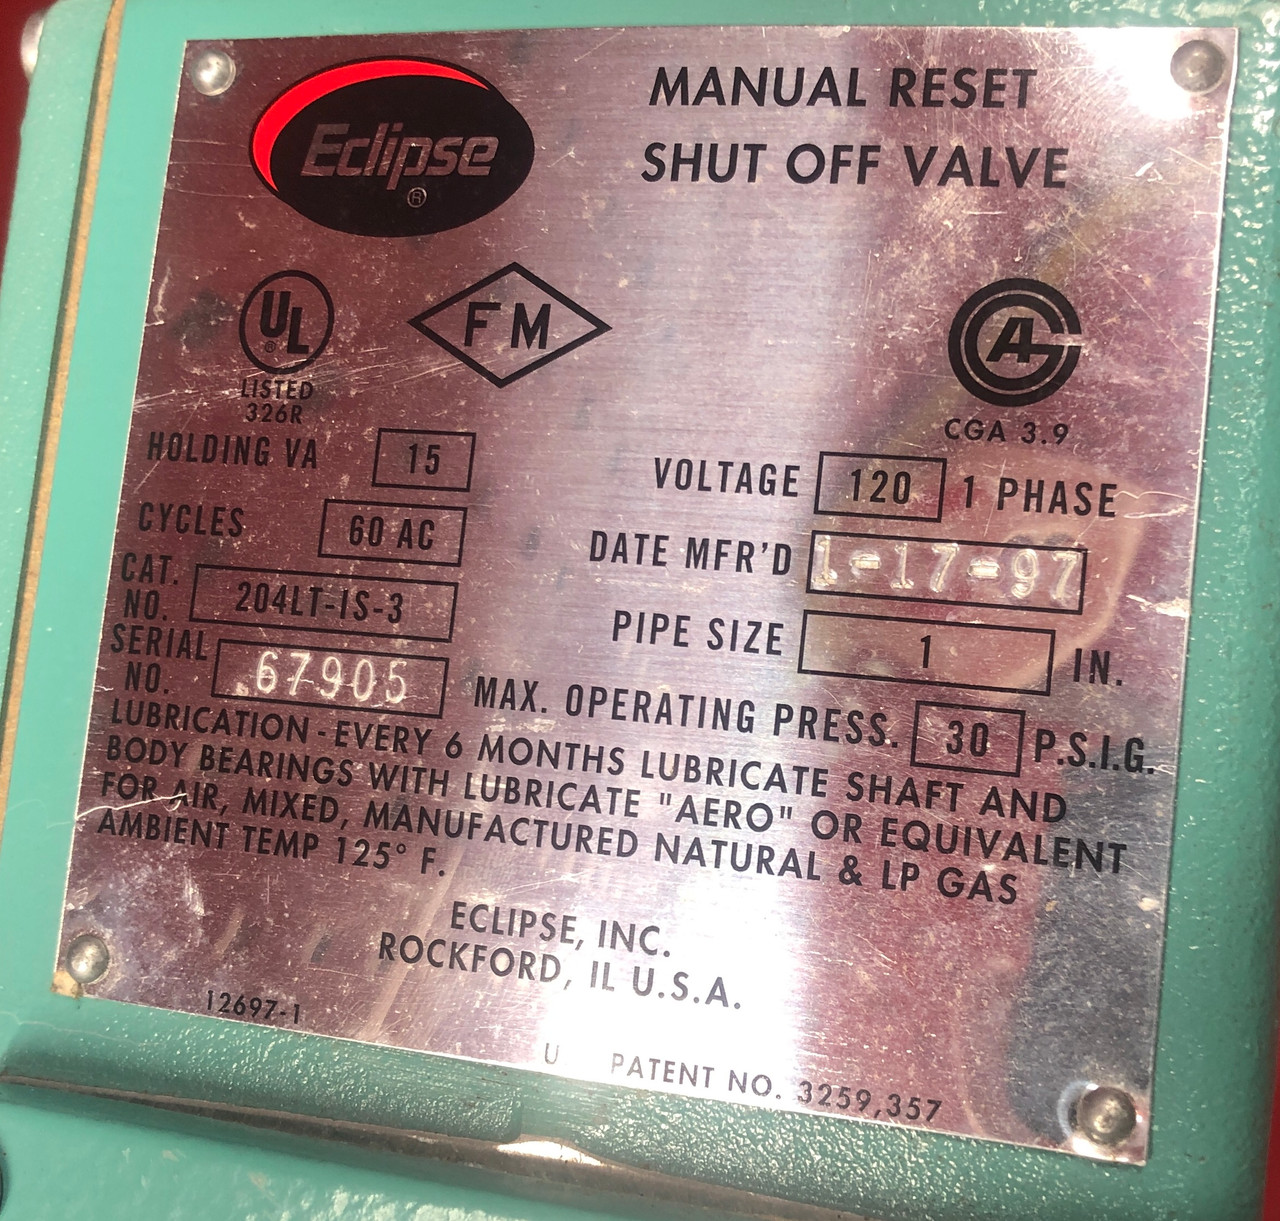 Eclipse
®
MANUAL RESET
SHUT OFF VALVE
UL
®
LISTED
326R
FM
CGA
CGA 3.9
HOLDING VA 15
VOLTAGE 120 1 PHASE
CYCLES 60 AC
DATE MFR'D 1-17-97
CAT. NO. 204LT-IS-3
PIPE SIZE 1 IN.
SERIAL NO. 67905
MAX. OPERATING PRESS. 30 P.S.I.G.
LUBRICATION - EVERY 6 MONTHS LUBRICATE SHAFT AND
BODY BEARINGS WITH LUBRICATE "AERO" OR EQUIVALENT
FOR AIR, MIXED, MANUFACTURED NATURAL & LP GAS
AMBIENT TEMP 125° F.
ECLIPSE, INC.
ROCKFORD, IL U.S.A.
12697-1
U PATENT NO. 3259,357